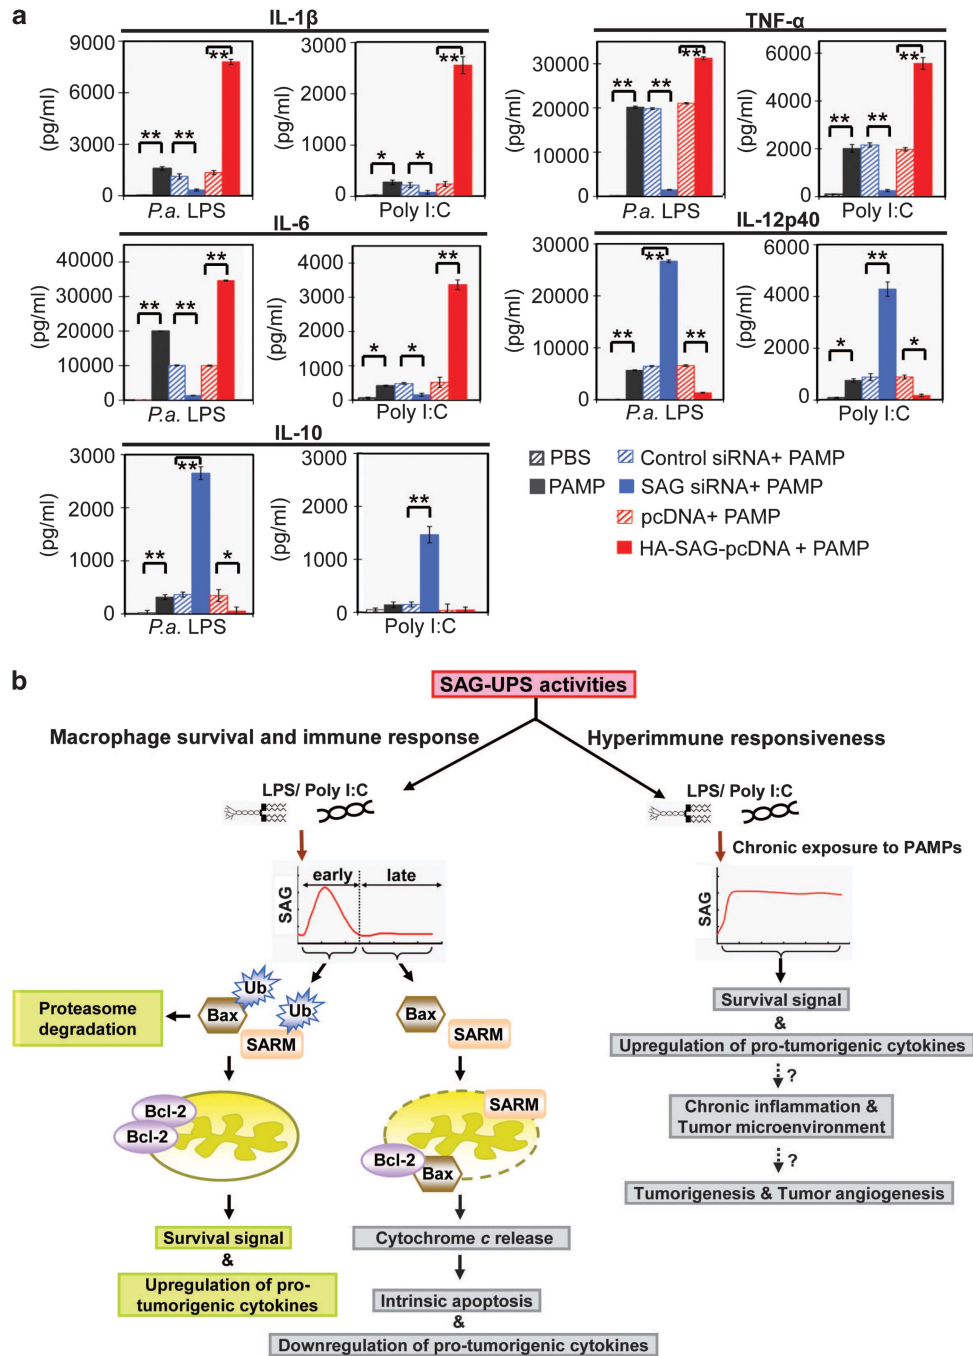 a
IL-1β
TNF-α
9000
6000
3000
0
(pg/ml)
**
**
**
P.a. LPS
3000
2000
1000
0
(pg/ml)
*
*
**
Poly I:C
30000
20000
10000
0
(pg/ml)
**
**
**
P.a. LPS
6000
4000
2000
0
(pg/ml)
**
**
**
Poly I:C
IL-6
IL-12p40
40000
30000
20000
10000
0
(pg/ml)
**
**
**
P.a. LPS
4000
3000
2000
1000
0
(pg/ml)
*
*
**
Poly I:C
30000
20000
10000
0
(pg/ml)
**
**
**
P.a. LPS
6000
4000
2000
0
(pg/ml)
*
**
*
Poly I:C
IL-10
3000
2000
1000
0
(pg/ml)
**
**
*
P.a. LPS
3000
2000
1000
0
(pg/ml)
**
Poly I:C
PBS
Control siRNA+ PAMP
PAMP
SAG siRNA+ PAMP
pcDNA+ PAMP
HA-SAG-pcDNA + PAMP
b
SAG-UPS activities
Macrophage survival and immune response
Hyperimmune responsiveness
LPS/ Poly I:C
LPS/ Poly I:C
Chronic exposure to PAMPs
early
late
SAG
SAG
Proteasome
degradation
Ub
Bax
Ub
SARM
Bax
SARM
Survival signal
&
Upregulation of pro-tumorigenic cytokines
?
Chronic inflammation &
Tumor microenvironment
?
Tumorigenesis & Tumor angiogenesis
Bcl-2
Bcl-2
SARM
Bcl-2
Bax
Survival signal
&
Upregulation of pro-
tumorigenic cytokines
Cytochrome c release
Intrinsic apoptosis
&
Downregulation of pro-tumorigenic cytokines